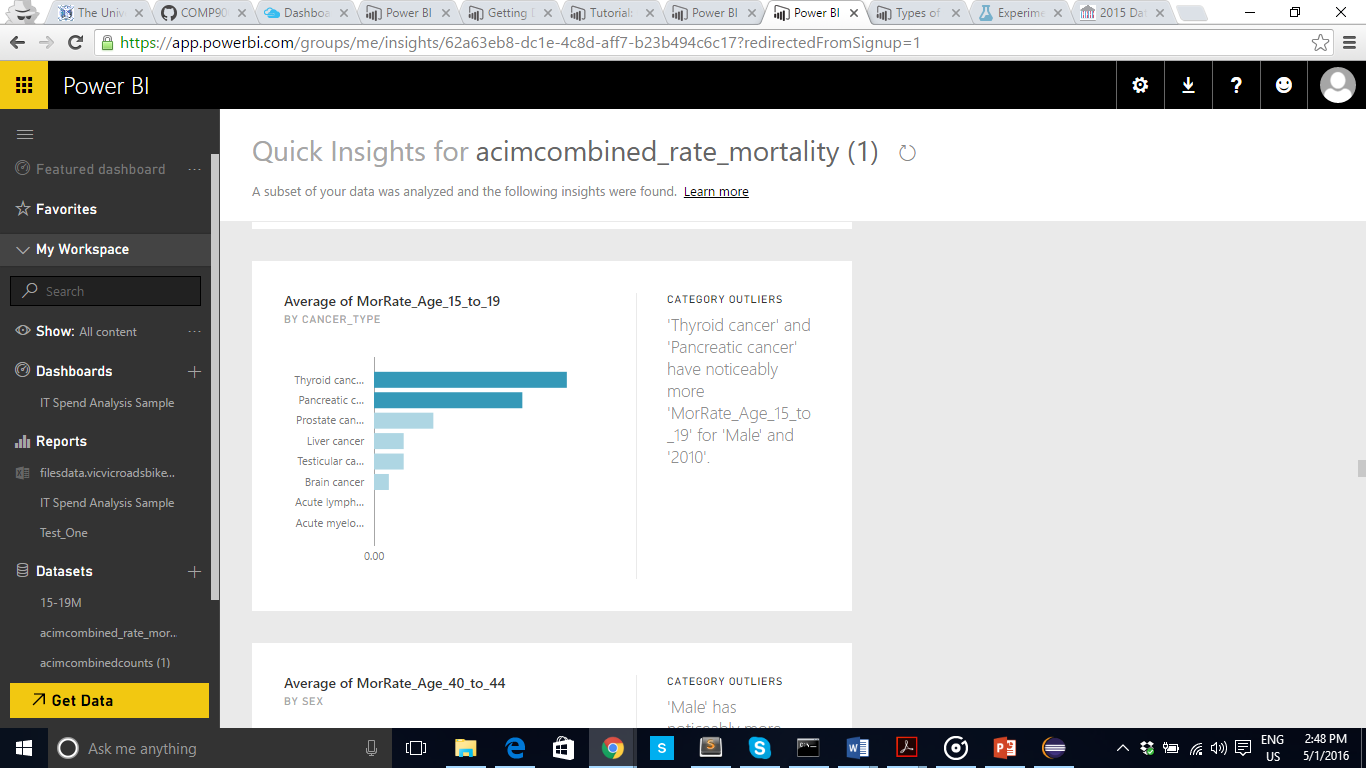 The Unive
COMP90
Dashboa
Power BI
Getting
Tutorial
Power BI
Power BI
Types of
Experime
2015 Dat
https://app.powerbi.com/groups/me/insights/62a63eb8-dc1e-4c8d-aff7-b23b494c6c17?redirectedFromSignup=1
Power BI
?
Featured dashboard ...
Favorites
My Workspace
Search
Show: All content ...
Dashboards +
IT Spend Analysis Sample
Reports
filesdata.vicvicroadsbike...
IT Spend Analysis Sample
Test_One
Datasets +
15-19M
acimcombined_rate_mor...
acimcombinedcounts (1)
Get Data
Quick Insights for acimcombined_rate_mortality (1)
A subset of your data was analyzed and the following insights were found. Learn more
Average of MorRate_Age_15_to_19
BY CANCER_TYPE
Thyroid canc...
Pancreatic c...
Prostate can...
Liver cancer
Testicular ca...
Brain cancer
Acute lymph...
Acute myelo...
0.00
CATEGORY OUTLIERS
'Thyroid cancer' and
'Pancreatic cancer'
have noticeably
more
'MorRate_Age_15_to
_19' for 'Male' and
'2010'.
Average of MorRate_Age_40_to_44
BY SEX
CATEGORY OUTLIERS
'Male' has
noticeably more
Ask me anything
ENG
US
2:48 PM
5/1/2016